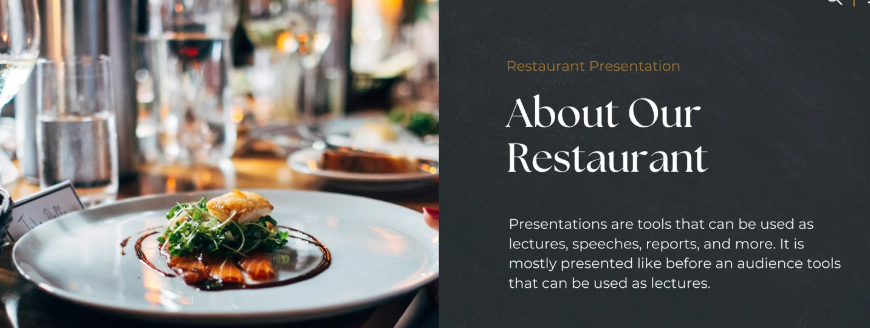 Restaurant Presentation
About Our
Restaurant
Presentations are tools that can be used as
lectures, speeches, reports, and more. It is
mostly presented like before an audience tools
that can be used as lectures.